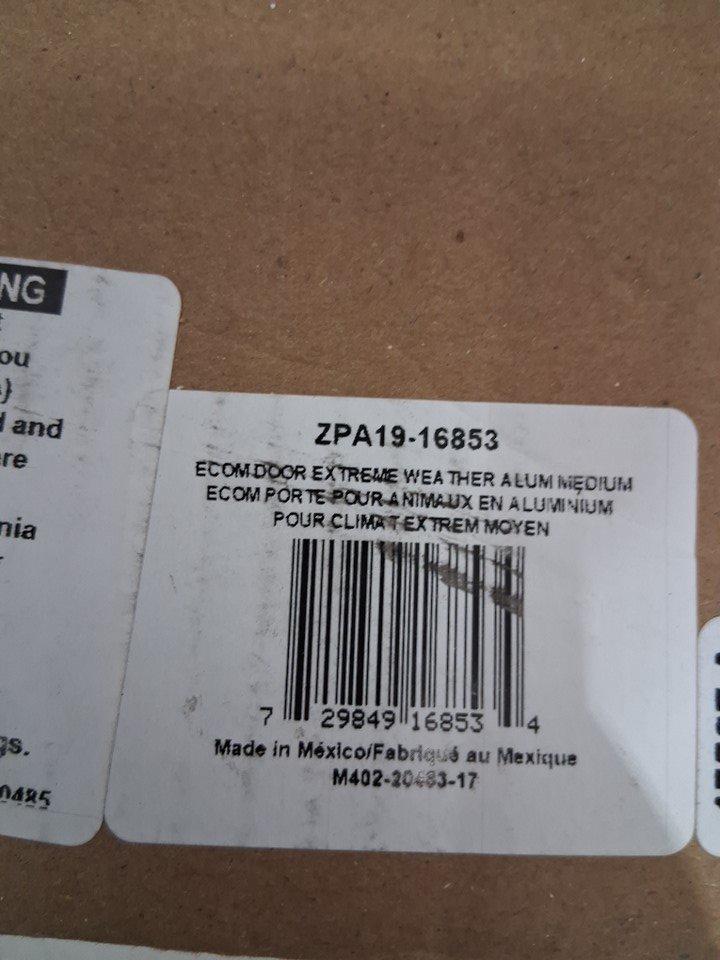 NG
ou
and
re
nia
gs.
0485
ZPA19-16853
ECOM DOOR EXTREME WEATHER ALUM MEDIUM
ECOM PORTE POUR ANIMAUX EN ALUMINIUM
POUR CLIMAT EXTREM MOYEN
7 29849 16853 4
Made in México/Fabriqué au Mexique
M402-20483-17